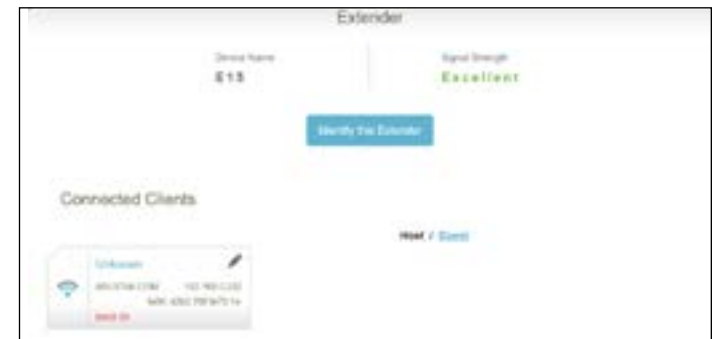 Extender
Device Name
Signal Strength
E15
Excellent
Identify the Extender
Connected Clients
Host / Guest
Unknown